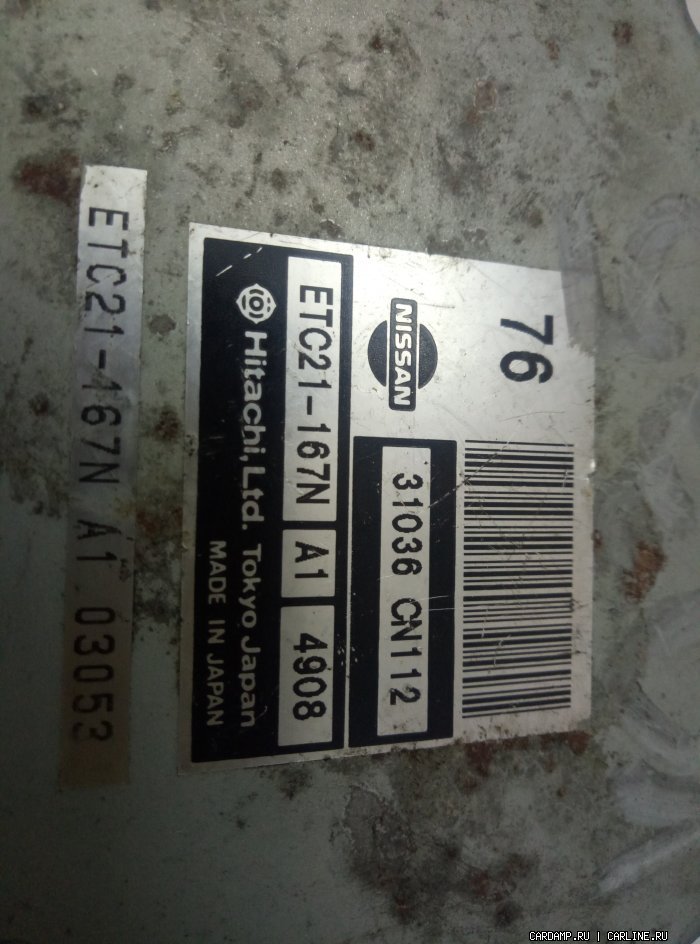 76
NISSAN
31036 CN112
ETC21-167N A1 4908
Hitachi, Ltd. Tokyo Japan
MADE IN JAPAN
ETC21-167N A1 03053
CARDAMP.RU | CARLINE.RU